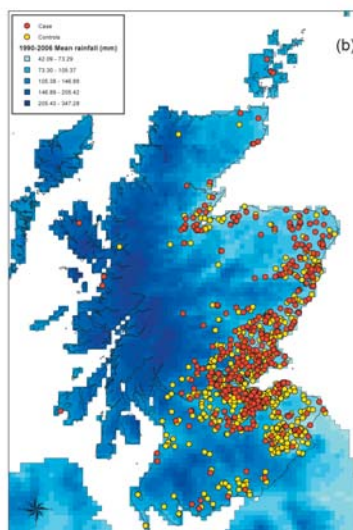 (b)
Case
Controls
1990-2006 Mean rainfall (mm)
42.09 - 73.29
73.30 - 105.37
105.38 - 146.88
146.89 - 205.42
205.43 - 347.28